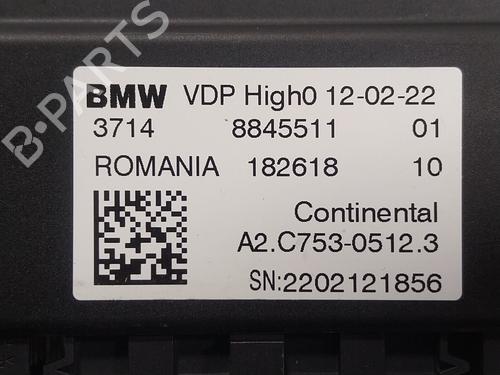 BMW VDP High0 12-02-22
3714 8845511 01
ROMANIA 182618 10
Continental
A2.C753-0512.3
SN:2202121856
B-PARTS